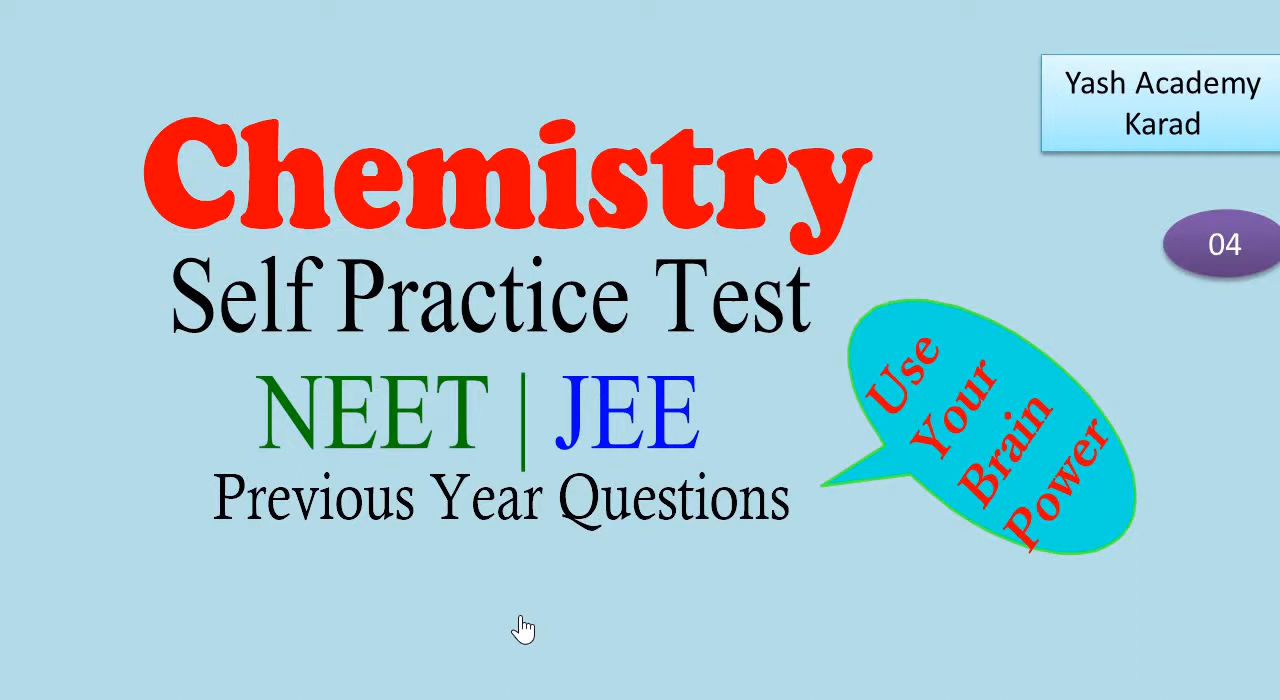 Yash Academy
Karad
Chemistry
04
Self Practice Test
NEET | JEE
Previous Year Questions
Use
Your
Brain
Power